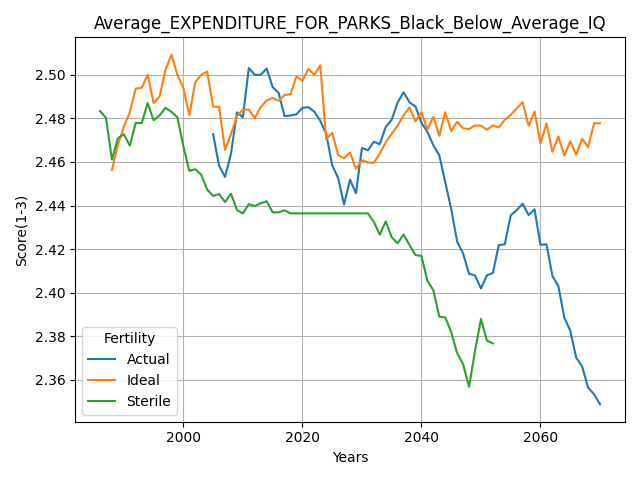 Average_EXPENDITURE_FOR_PARKS_Black_Below_Average_IQ
Score(1-3)
2.50
2.48
2.46
2.44
2.42
2.40
2.38
2.36
Fertility
Actual
Ideal
Sterile
2000
2020
2040
2060
Years